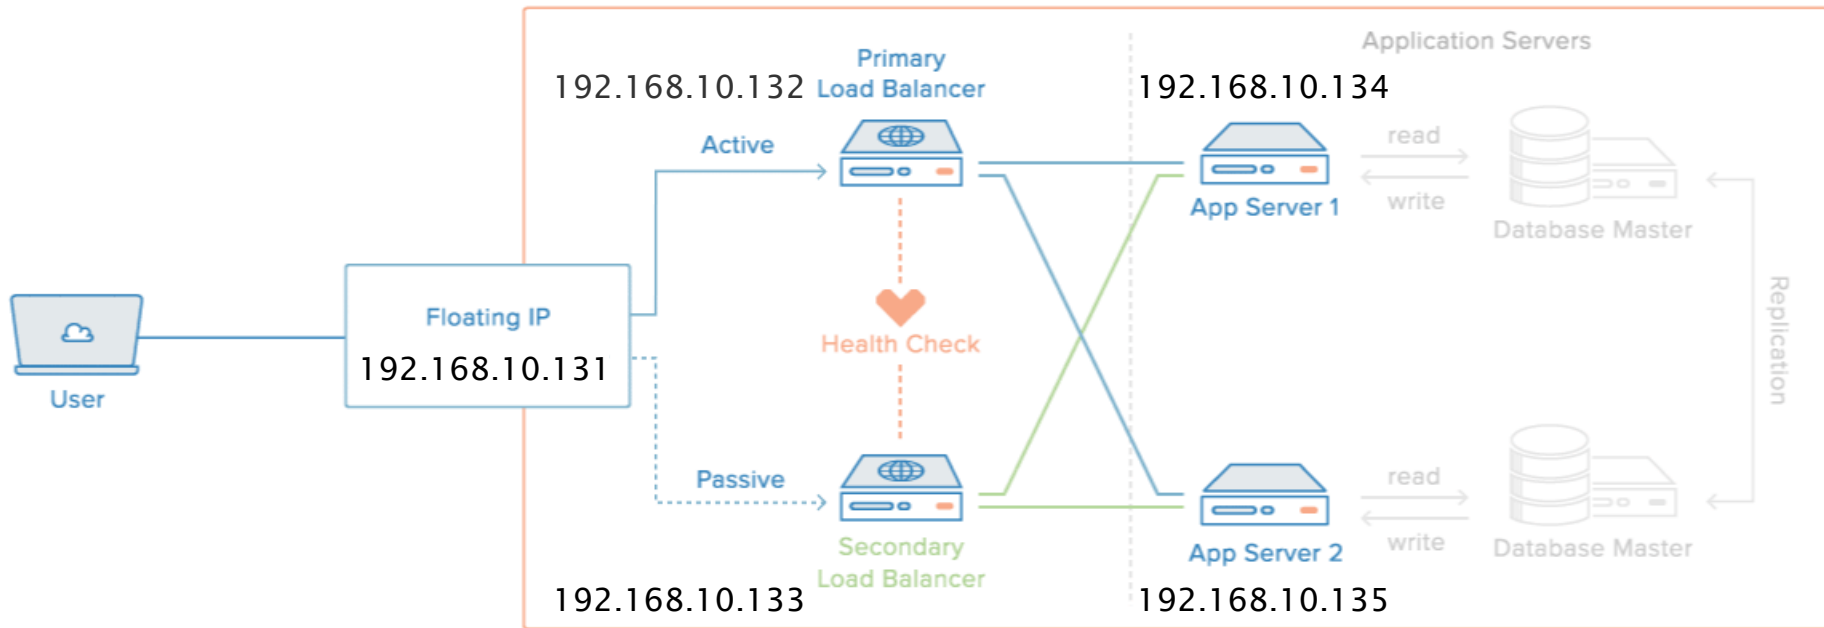 Application Servers
Primary
Load Balancer
192.168.10.132
192.168.10.134
Active
read
write
App Server 1
Database Master
Floating IP
192.168.10.131
User
Health Check
Replication
Passive
read
write
Secondary
Load Balancer
App Server 2
Database Master
192.168.10.133
192.168.10.135